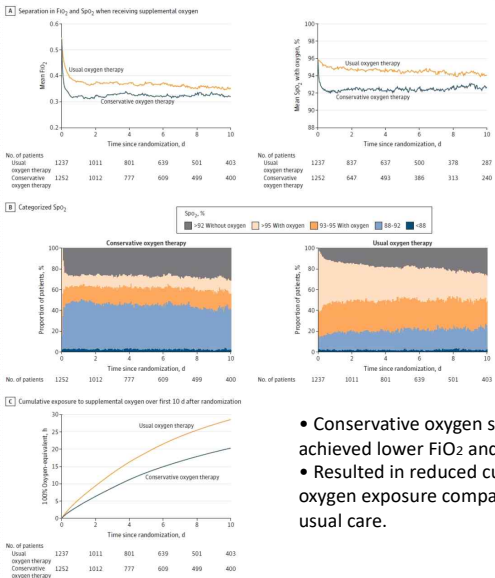 A Separation in FIO2 and SpO2 when receiving supplemental oxygen
0.6
0.5
0.4
0.3
0.2
Mean FIO2
Usual oxygen therapy
Conservative oxygen therapy
0 2 4 6 8 10
Time since randomization, d
No. of patients
Usual oxygen therapy 1237 1011 801 639 501 403
Conservative oxygen therapy 1252 1012 777 609 499 400
100
98
96
94
92
90
88
Mean SpO2 with oxygen, %
Usual oxygen therapy
Conservative oxygen therapy
0 2 4 6 8 10
Time since randomization, d
No. of patients
Usual oxygen therapy 1237 837 637 500 378 287
Conservative oxygen therapy 1252 647 493 386 313 240
B Categorized SpO2
SpO2, %
>92 Without oxygen >95 With oxygen 93-95 With oxygen 88-92 <88
Conservative oxygen therapy
100
80
60
40
20
0
Proportion of patients, %
0 2 4 6 8 10
Time since randomization, d
No. of patients 1252 1012 777 609 499 400
Usual oxygen therapy
100
80
60
40
20
0
Proportion of patients, %
0 2 4 6 8 10
Time since randomization, d
No. of patients 1237 1011 801 639 501 403
C Cumulative exposure to supplemental oxygen over first 10 d after randomization
30
25
20
15
10
5
0
100% Oxygen-equivalent, h
Usual oxygen therapy
Conservative oxygen therapy
0 2 4 6 8 10
Time since randomization, d
No. of patients
Usual oxygen therapy 1237 1011 801 639 501 403
Conservative oxygen therapy 1252 1012 777 609 499 400
• Conservative oxygen s
achieved lower FiO2 and
• Resulted in reduced cu
oxygen exposure compa
usual care.